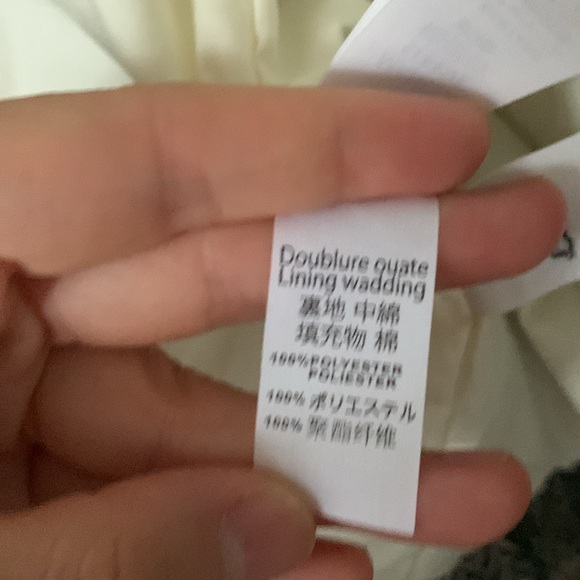 Doublure ouate
Lining wadding
裏地 中綿
填充物 棉
100%POLYESTER
POLIESTER
100% ポリエステル
100% 聚酯纤维